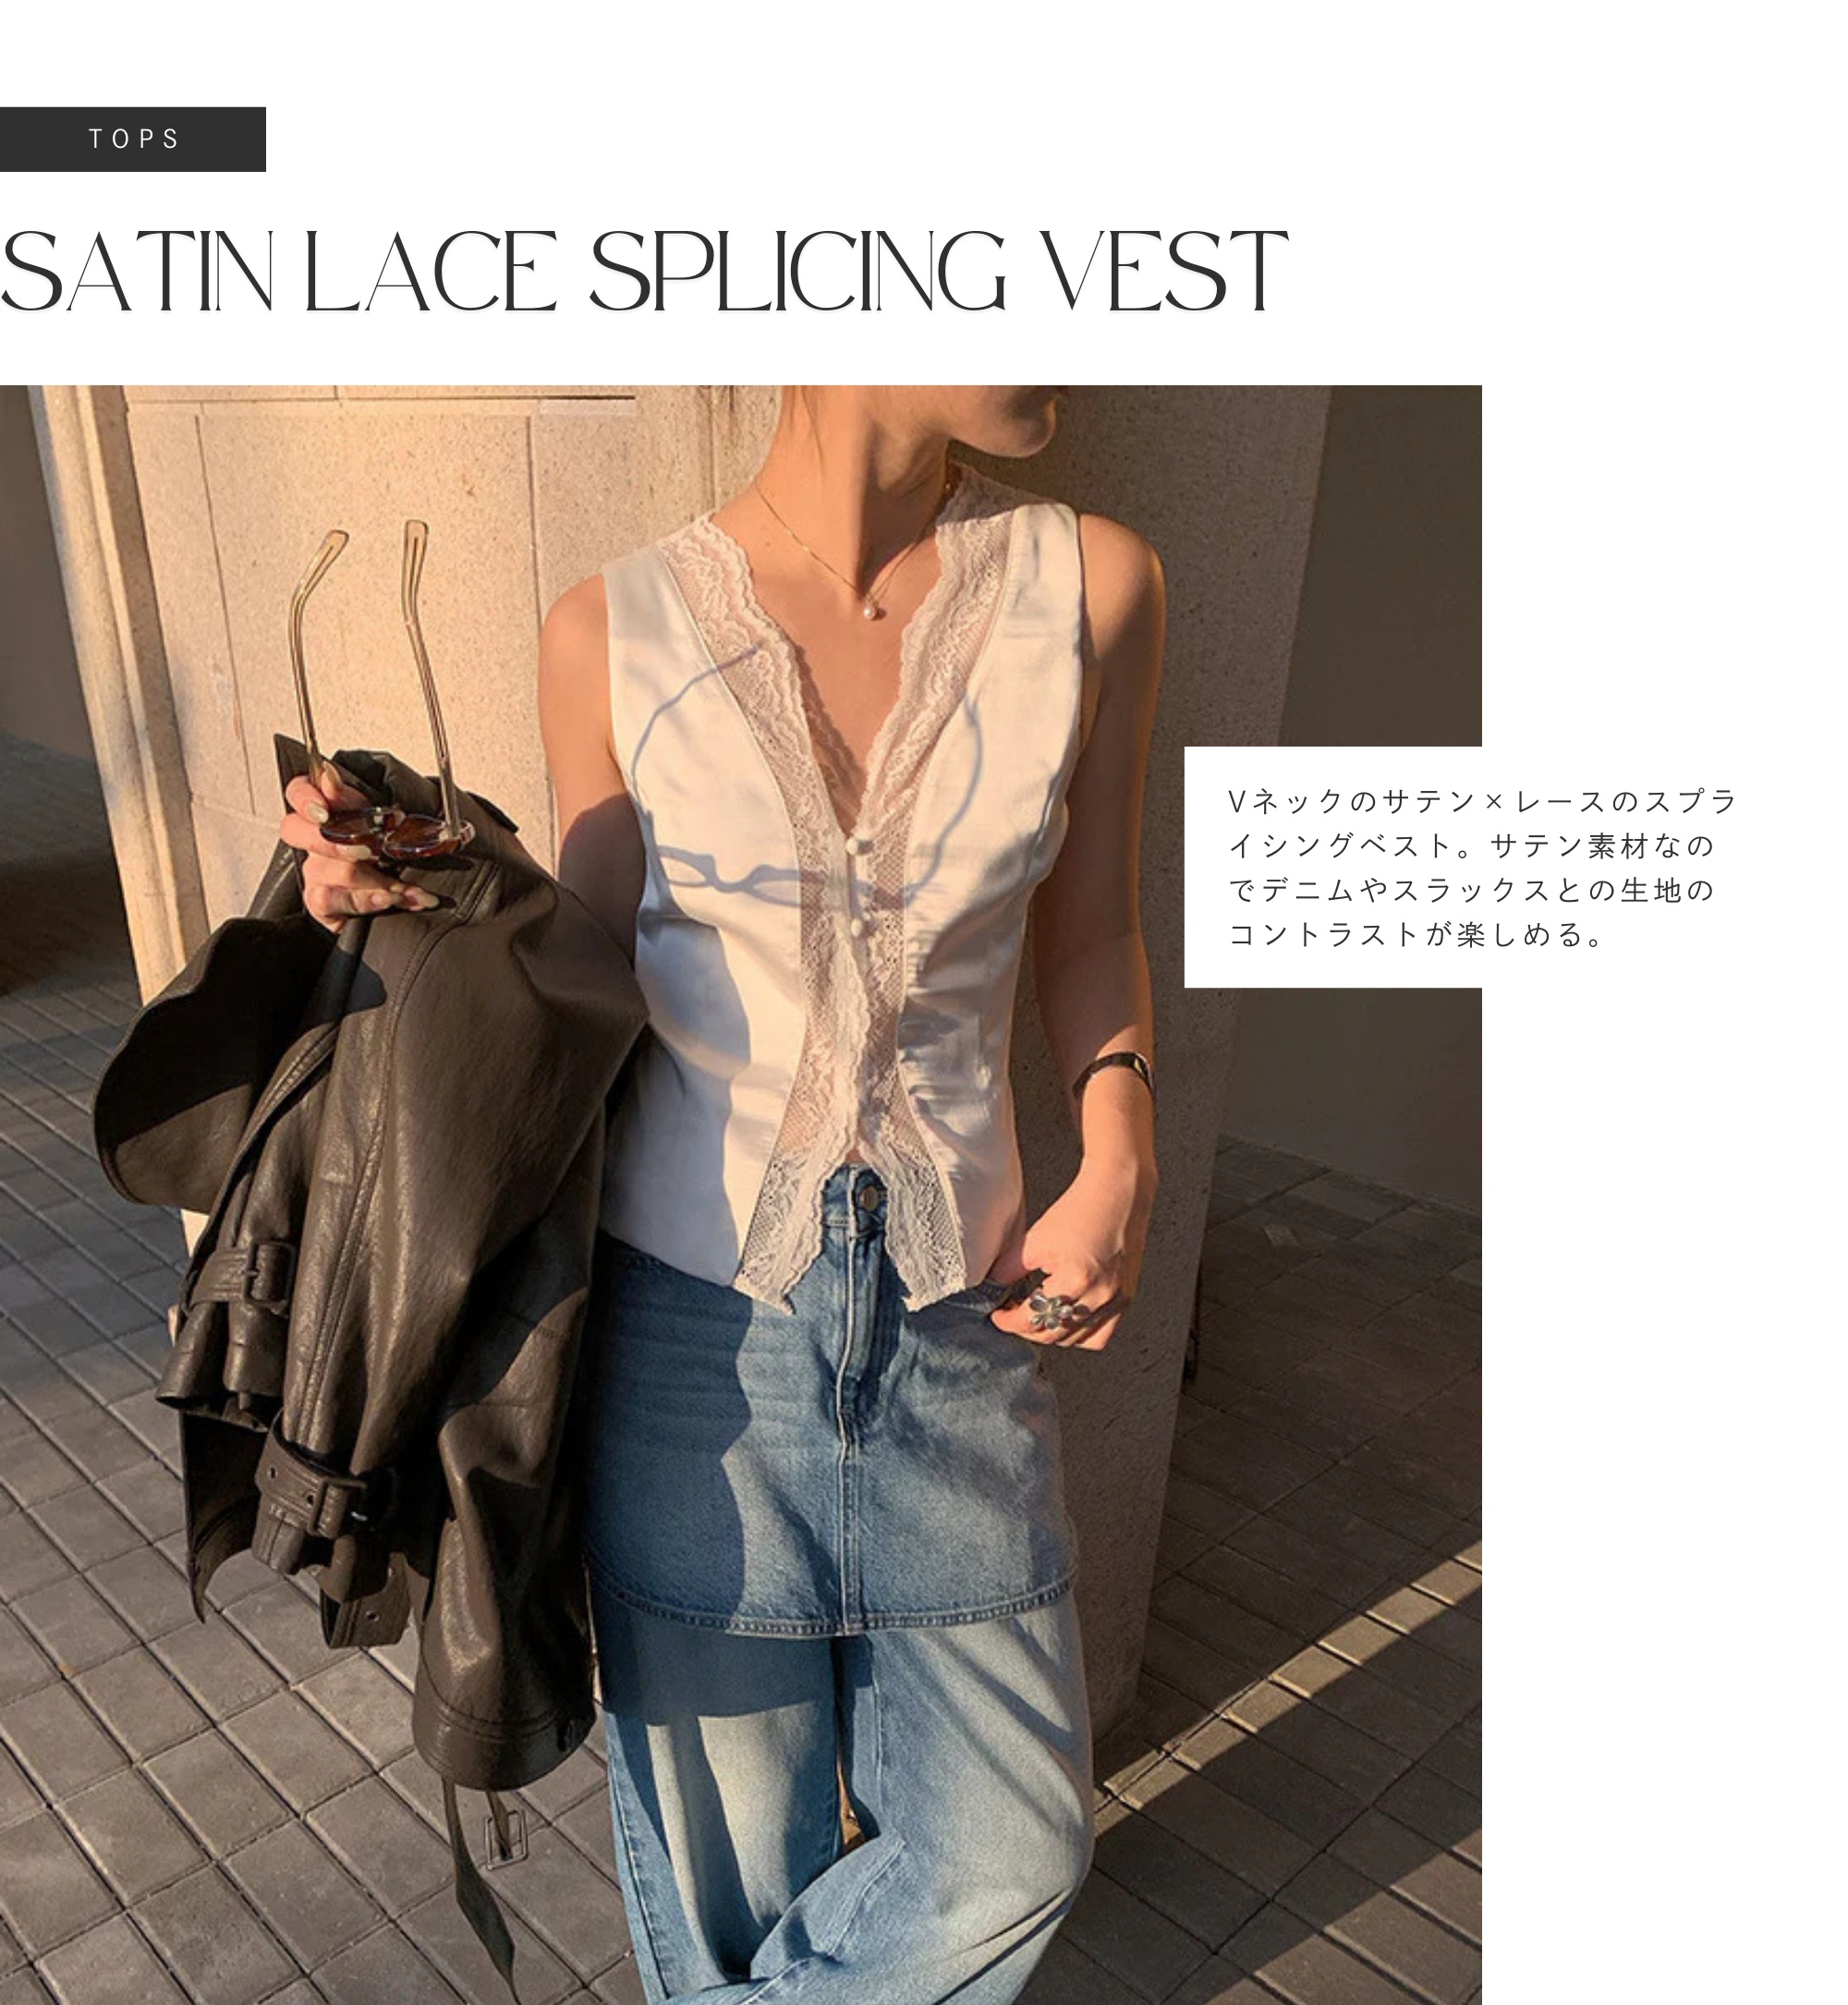 TOPS
SATIN LACE SPLICING VEST
Vネックのサテン×レースのスプラ
イシングベスト。サテン素材なの
でデニムやスラックスとの生地の
コントラストが楽しめる。